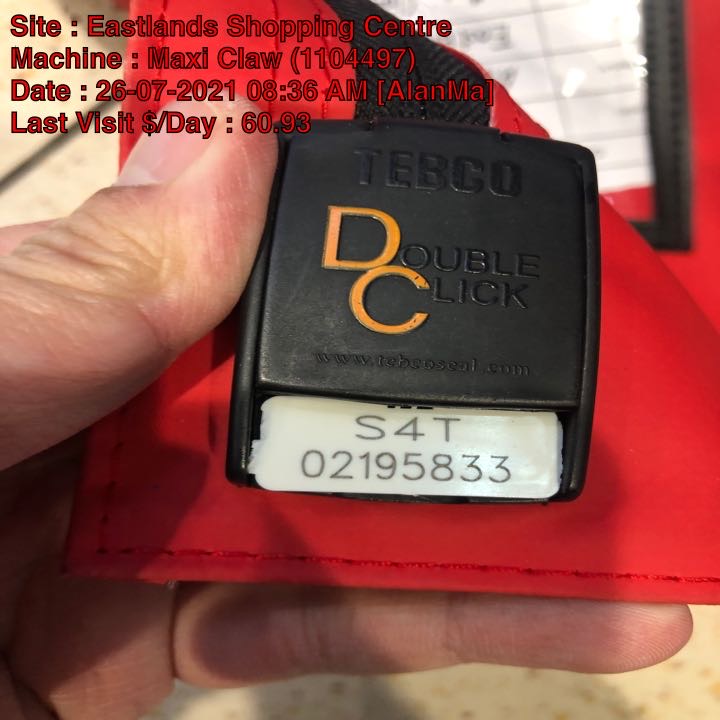 Site : Eastlands Shopping Centre
Machine : Maxi Claw (1104497)
Date : 26-07-2021 08:36 AM [AlanMa]
Last Visit $/Day : 60.93
TEBCO
DOUBLE
CLICK
www.tebcoseal.com
S4T
02195833